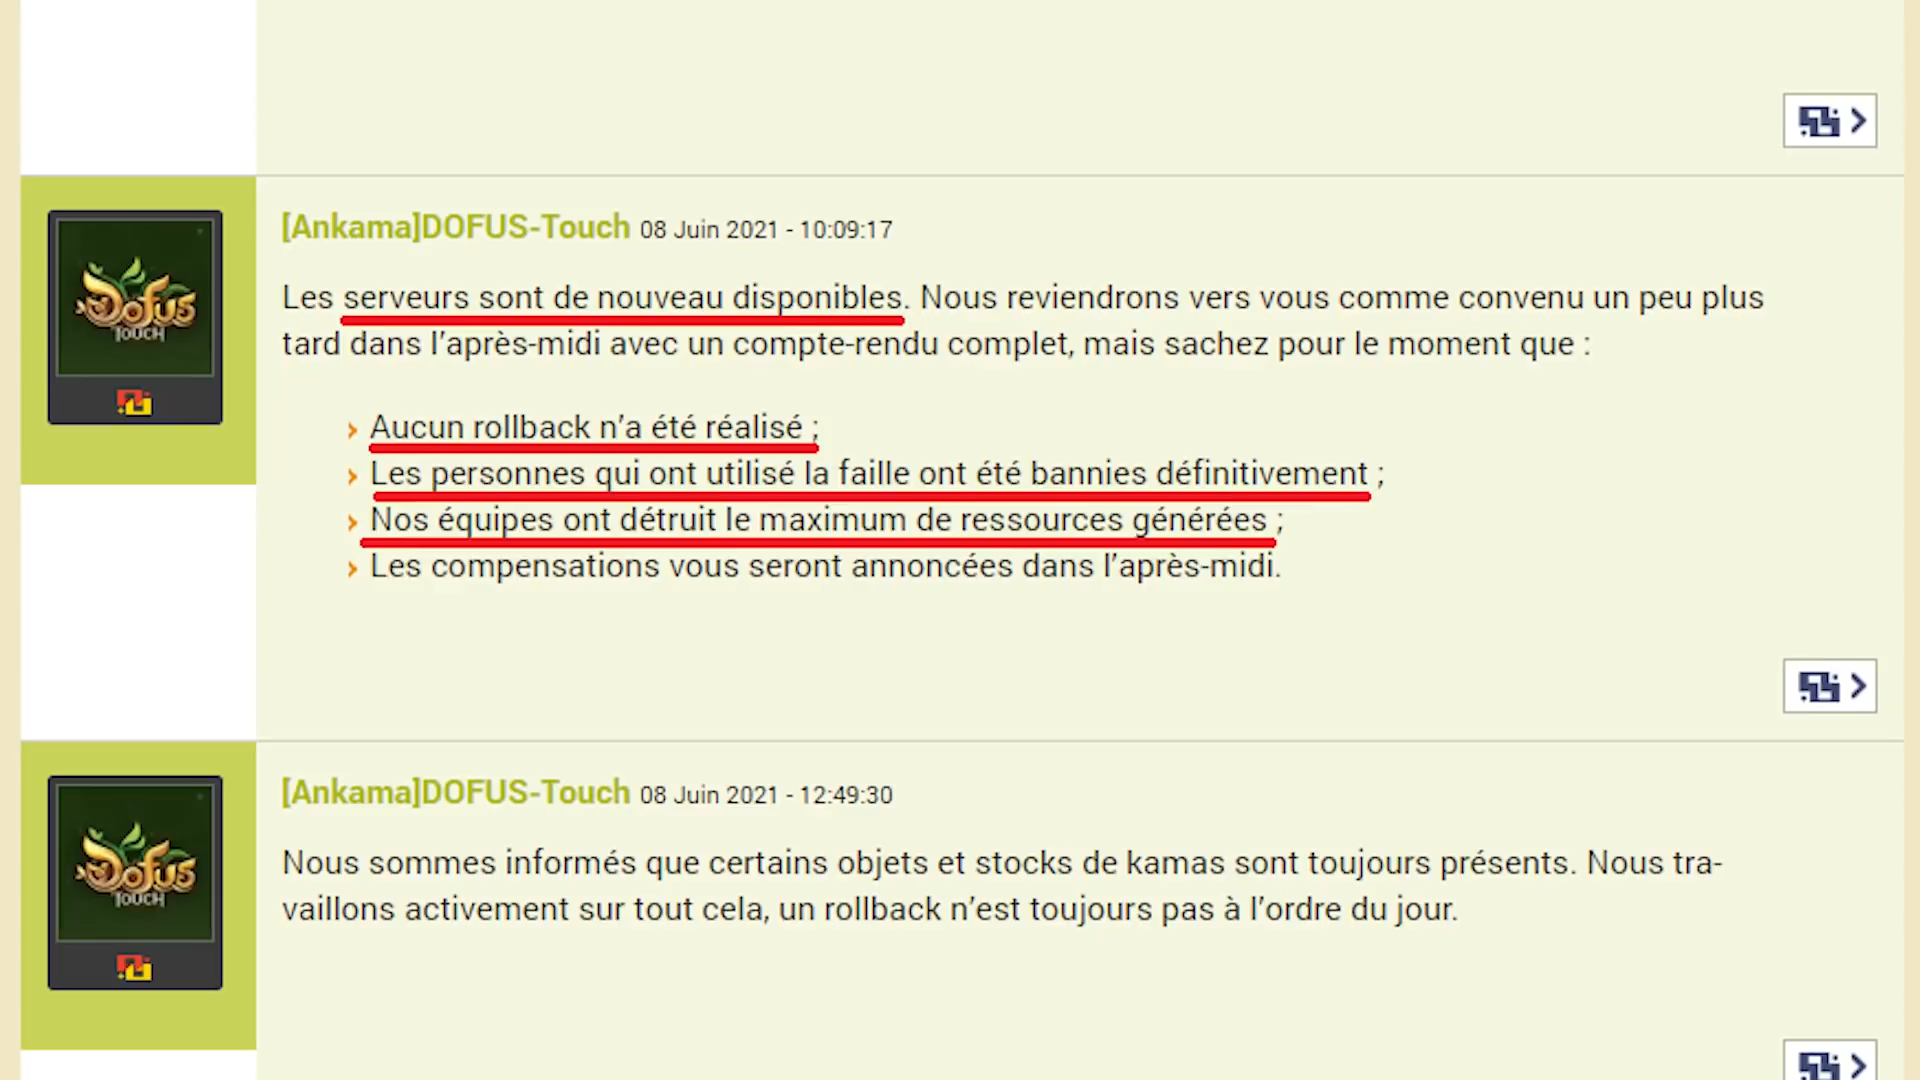 [Ankama]DOFUS-Touch 08 Juin 2021 - 10:09:17
Les serveurs sont de nouveau disponibles. Nous reviendrons vers vous comme convenu un peu plus
tard dans l'après-midi avec un compte-rendu complet, mais sachez pour le moment que :
Aucun rollback n'a été réalisé ;
Les personnes qui ont utilisé la faille ont été bannies définitivement ;
Nos équipes ont détruit le maximum de ressources générées ;
Les compensations vous seront annoncées dans l'après-midi.
Dofus
TOUCH
[Ankama]DOFUS-Touch 08 Juin 2021 - 12:49:30
Nous sommes informés que certains objets et stocks de kamas sont toujours présents. Nous tra-
vaillons activement sur tout cela, un rollback n'est toujours pas à l'ordre du jour.
Dofus
TOUCH